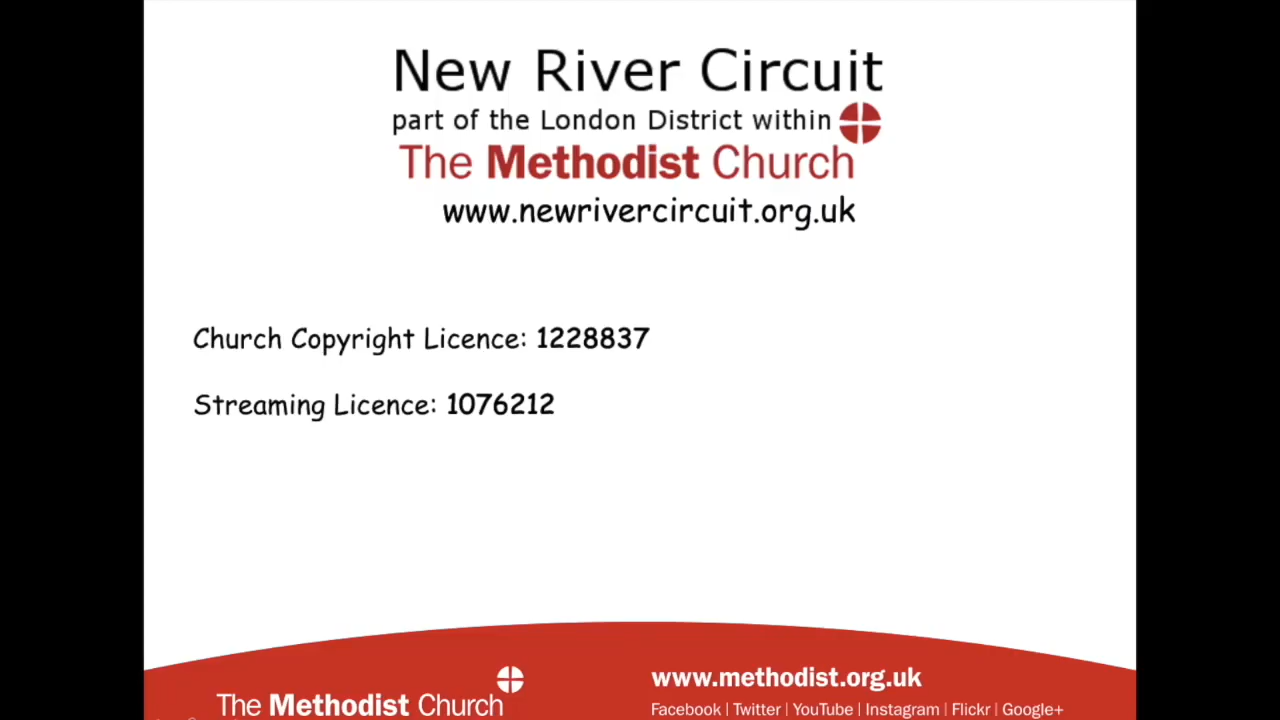 New River Circuit
part of the London District within
The Methodist Church
www.newrivercircuit.org.uk
Church Copyright Licence: 1228837
Streaming Licence: 1076212
The Methodist Church
www.methodist.org.uk
Facebook | Twitter | YouTube | Instagram | Flickr | Google+